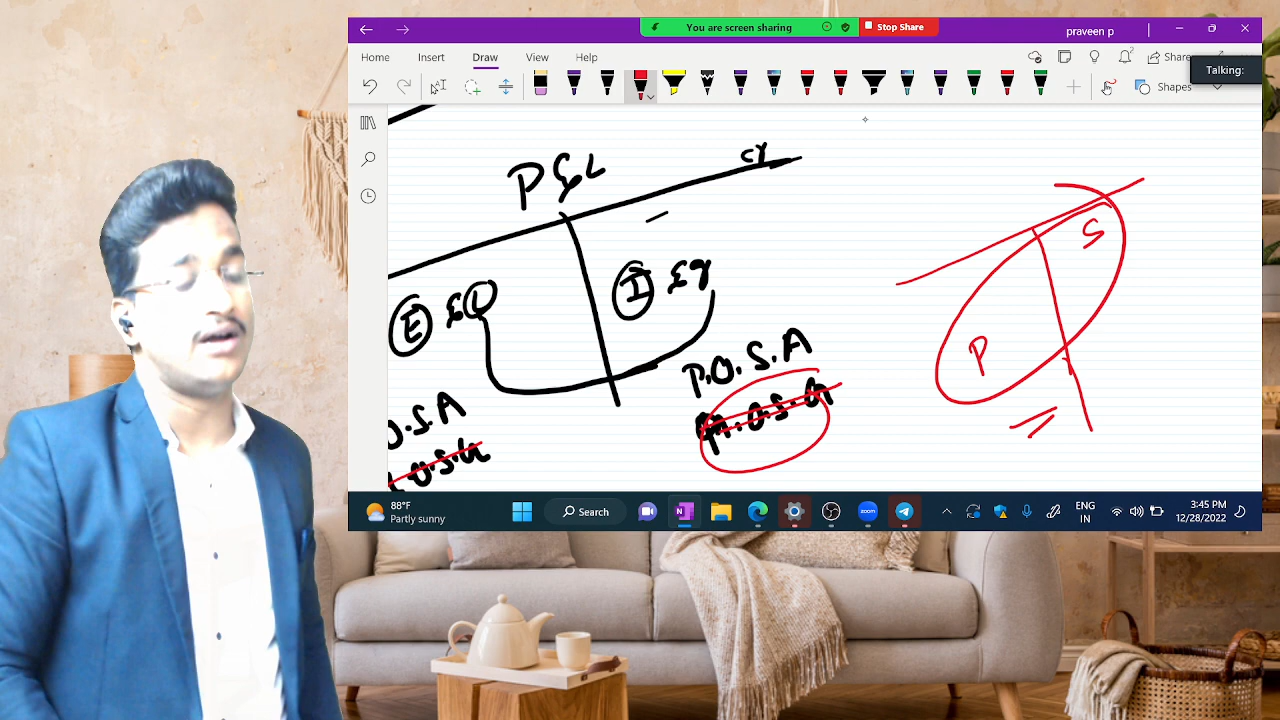 You are screen sharing
Stop Share
praveen p
Home Insert Draw View Help
Share
Talking:
Shapes
P & L
CY
E & L
I & G
P.O.S.A
O.S.A
S
P
88°F
Partly sunny
Search
zoom
ENG
IN
3:45 PM
12/28/2022